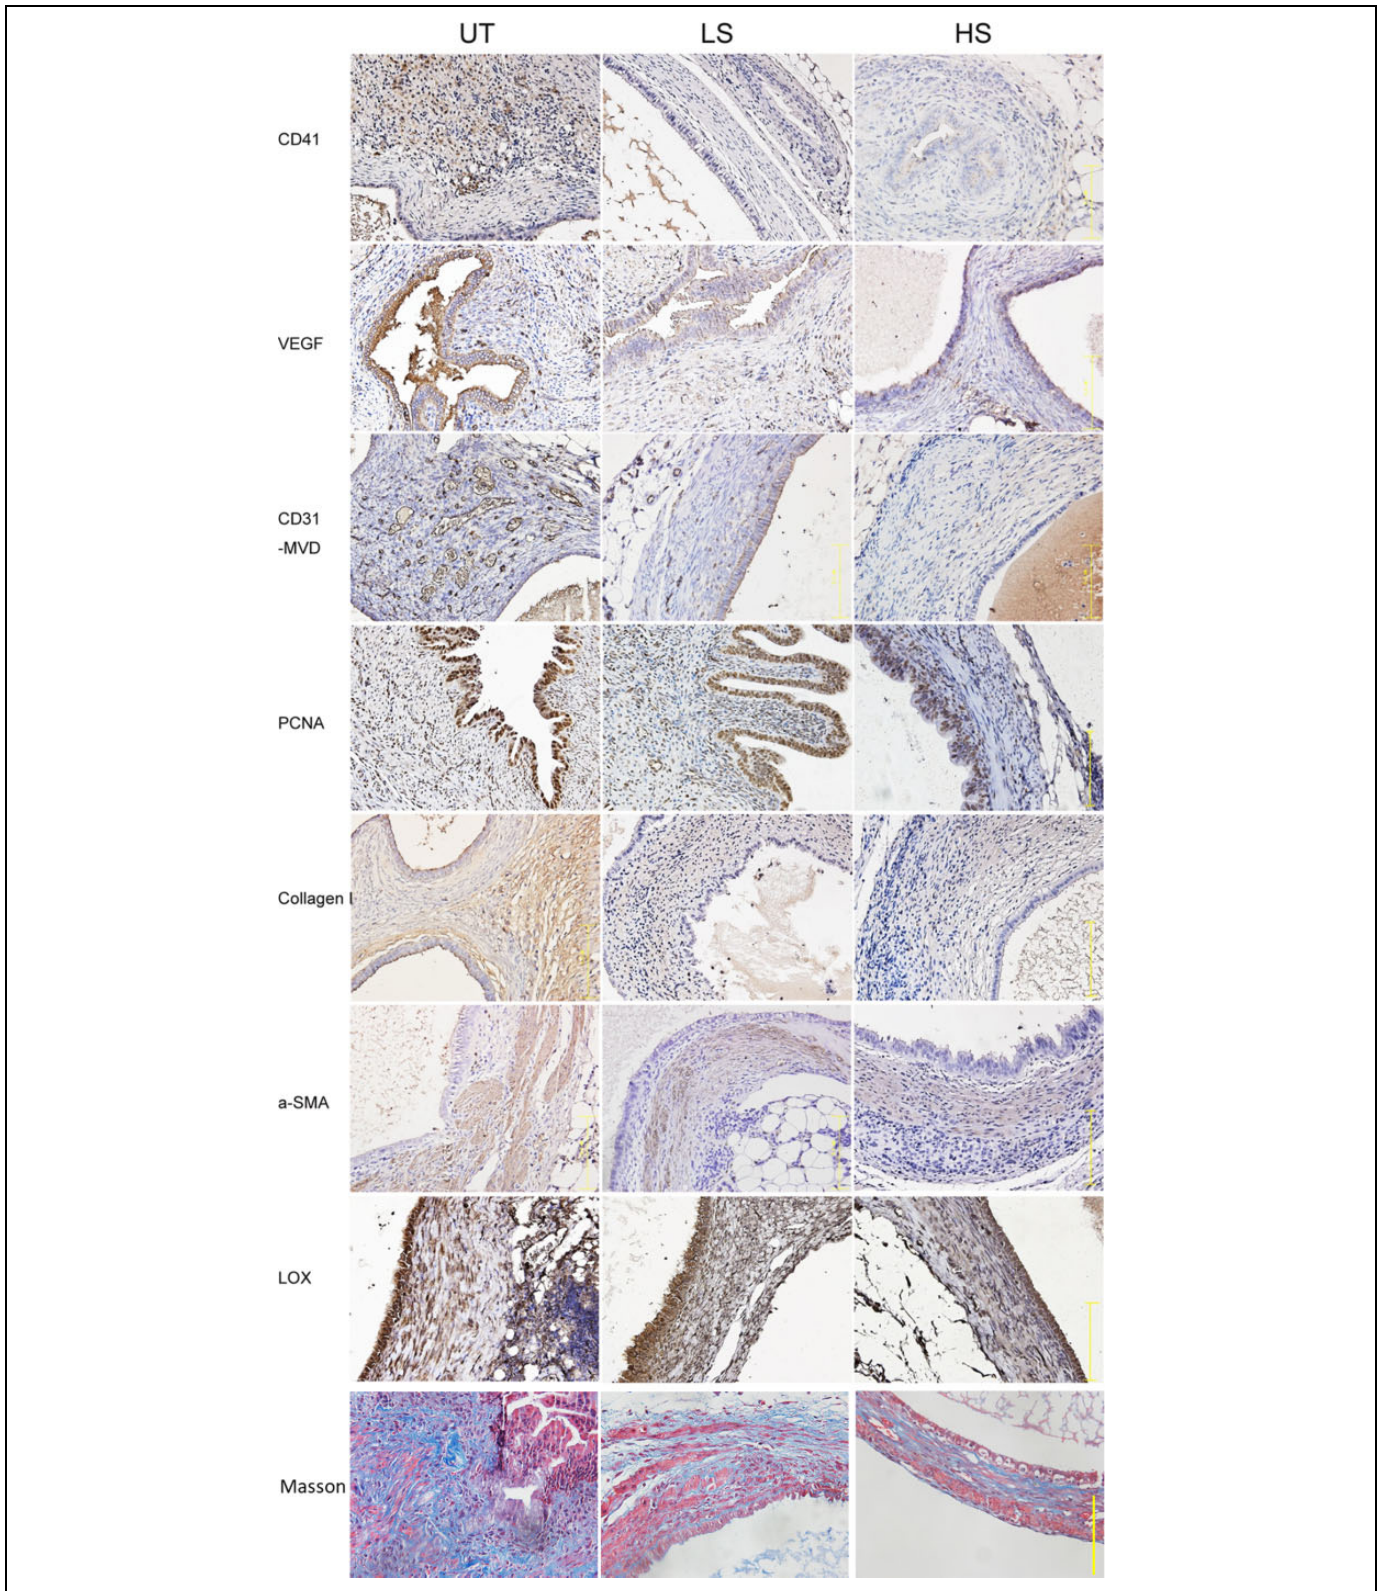 UT LS HS
CD41
VEGF
CD31
-MVD
PCNA
Collagen I
a-SMA
LOX
Masson